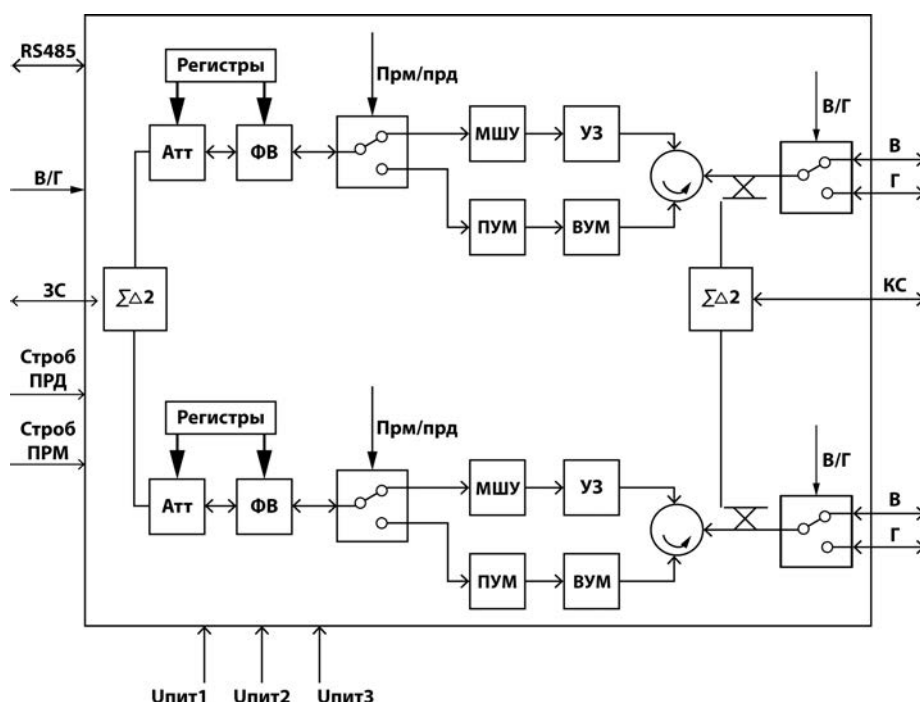 RS485
Регистры
Прм/прд
В/Г
Атт
ФВ
МШУ
УЗ
В
Г
В/Г
ПУМ
ВУМ
ЗС
∑△2
∑△2
КС
Строб
ПРД
Строб
ПРМ
Регистры
Прм/прд
В/Г
Атт
ФВ
МШУ
УЗ
В
Г
ПУМ
ВУМ
Uпит1
Uпит2
Uпит3